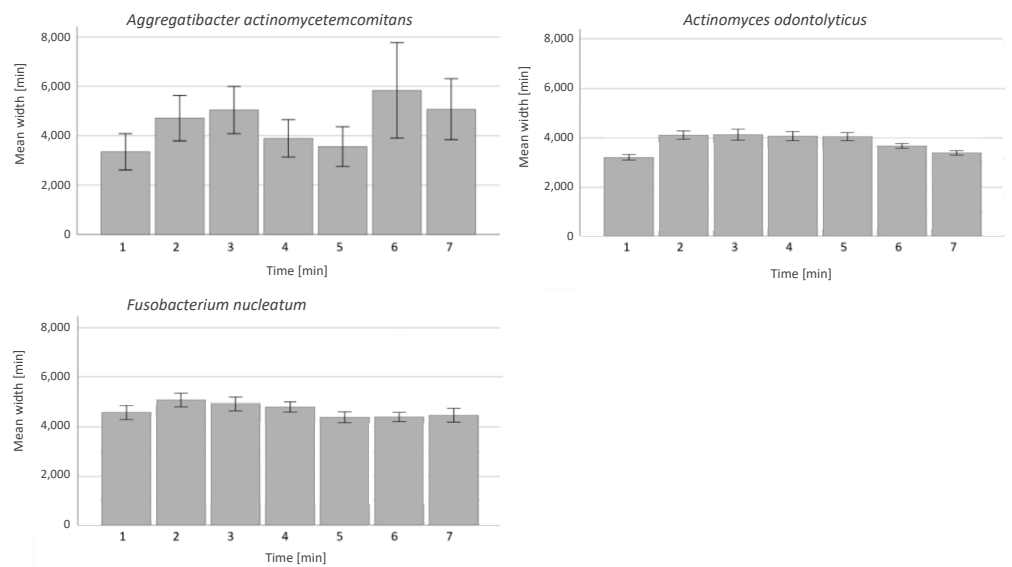 Aggregatibacter actinomycetemcomitans
8,000
6,000
4,000
2,000
0
Mean width [min]
1 2 3 4 5 6 7
Time [min]
Actinomyces odontolyticus
8,000
6,000
4,000
2,000
0
Mean width [min]
1 2 3 4 5 6 7
Time [min]
Fusobacterium nucleatum
8,000
6,000
4,000
2,000
0
Mean width [min]
1 2 3 4 5 6 7
Time [min]